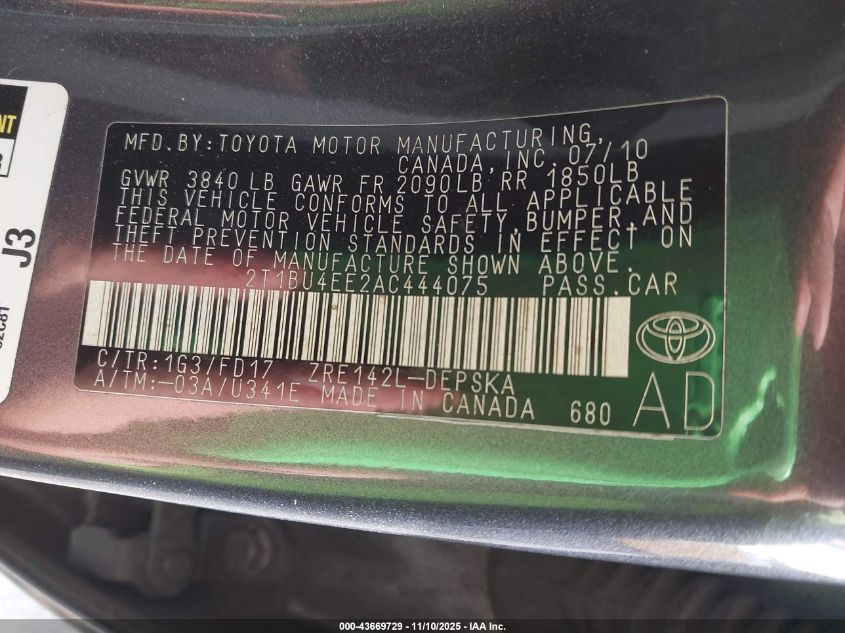 MFD.BY:TOYOTA MOTOR MANUFACTURING,
CANADA,INC.07/10
GVWR 3840LB GAWR FR 2090LB RR 1850LB
THIS VEHICLE CONFORMS TO ALL APPLICABLE
FEDERAL MOTOR VEHICLE SAFETY,BUMPER,AND
THEFT PREVENTION STANDARDS IN EFFECT ON
THE DATE OF MANUFACTURE SHOWN ABOVE.
2T1BU4EE2AC444075 PASS.CAR
C/TR:1G3/FD17 ZRE142L-DEPSKA
A/TM:-03A/U341E MADE IN CANADA 680
AD
J3
000-43669729 - 11/10/2025 - IAA Inc.